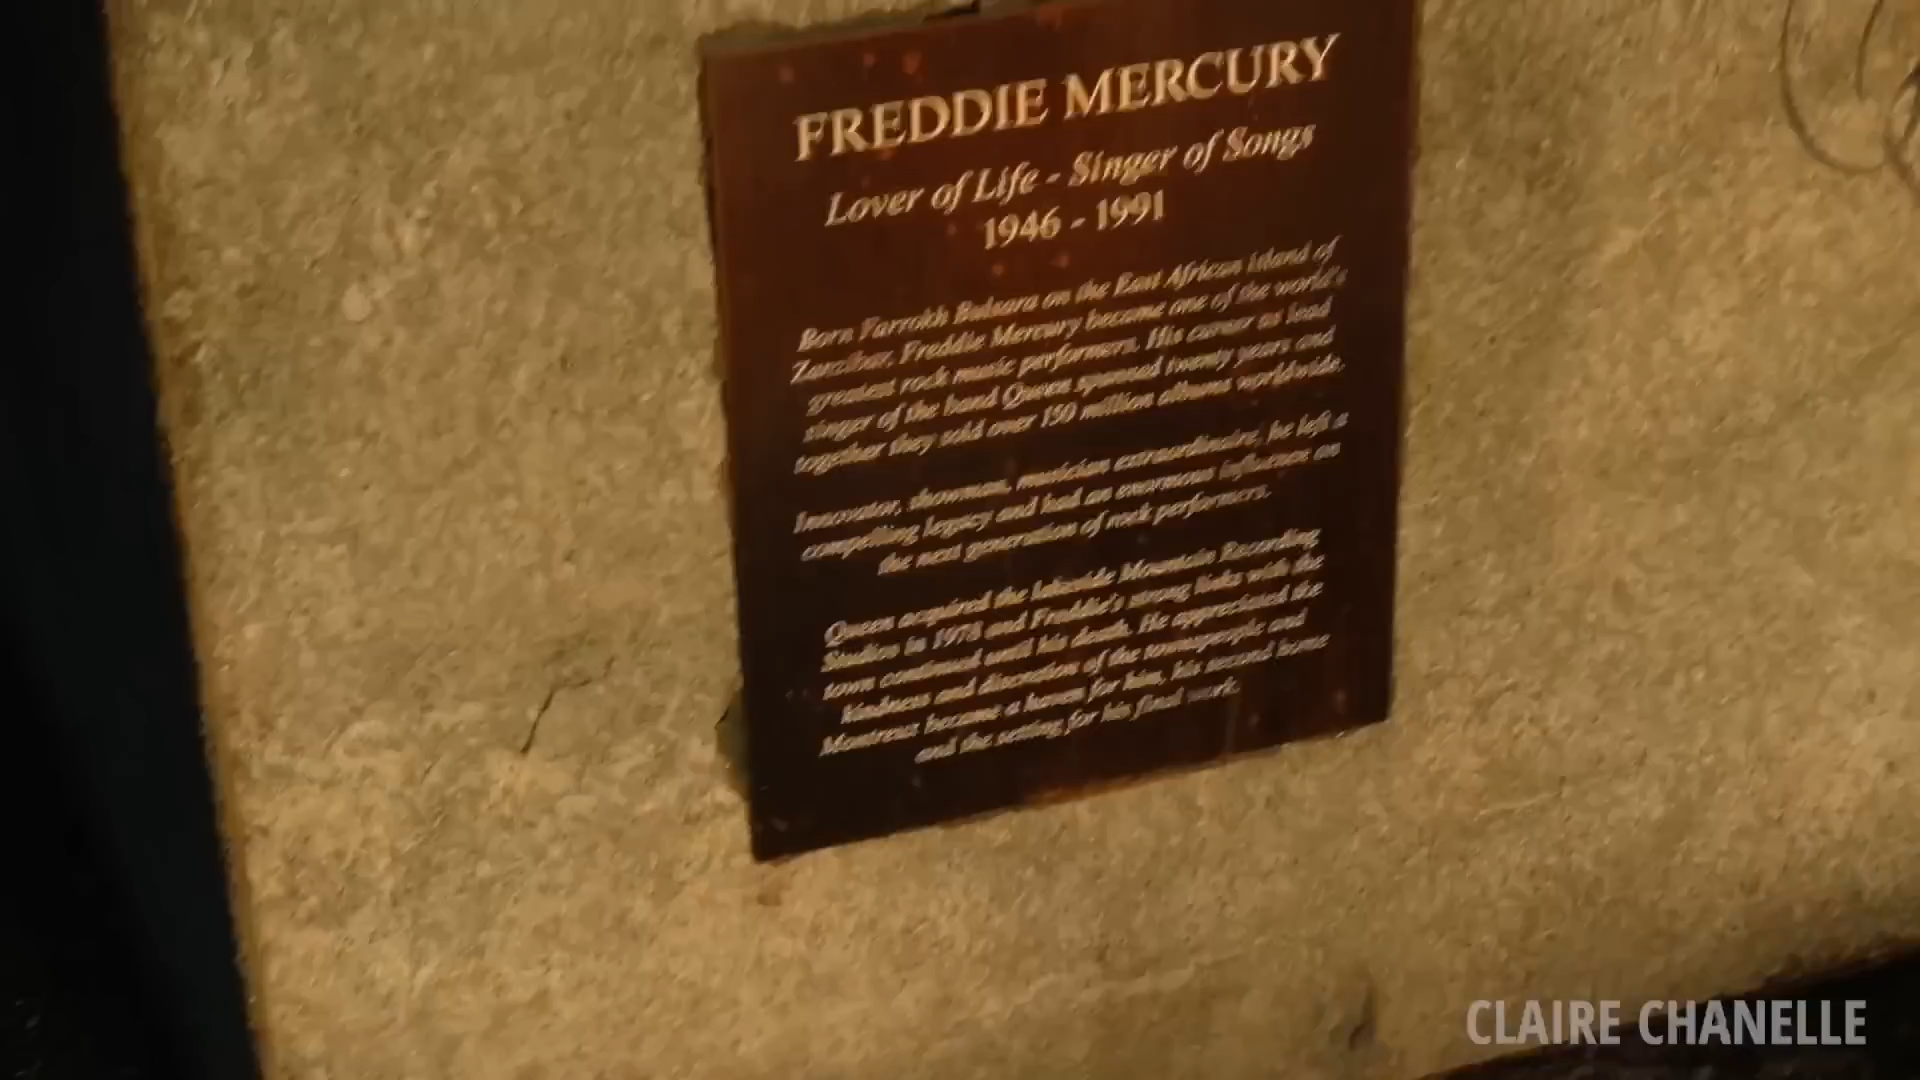 FREDDIE MERCURY
Lover of Life - Singer of Songs
1946 - 1991
Born Farrokh Bulsara on the East African island of
Zanzibar, Freddie Mercury became one of the world's
greatest rock music performers. His career as lead
singer of the band Queen spanned twenty years and
together they sold over 150 million albums worldwide.
Innovator, showman, musician extraordinaire, he left a
compelling legacy and had an enormous influence on
the next generation of rock performers.
Queen acquired the lakeside Mountain Recording
Studios in 1978 and Freddie's strong links with the
town continued until his death. He appreciated the
kindness and discretion of the townspeople and
Montreux became a haven for him, his second home
and the setting for his final work.
CLAIRE CHANELLE